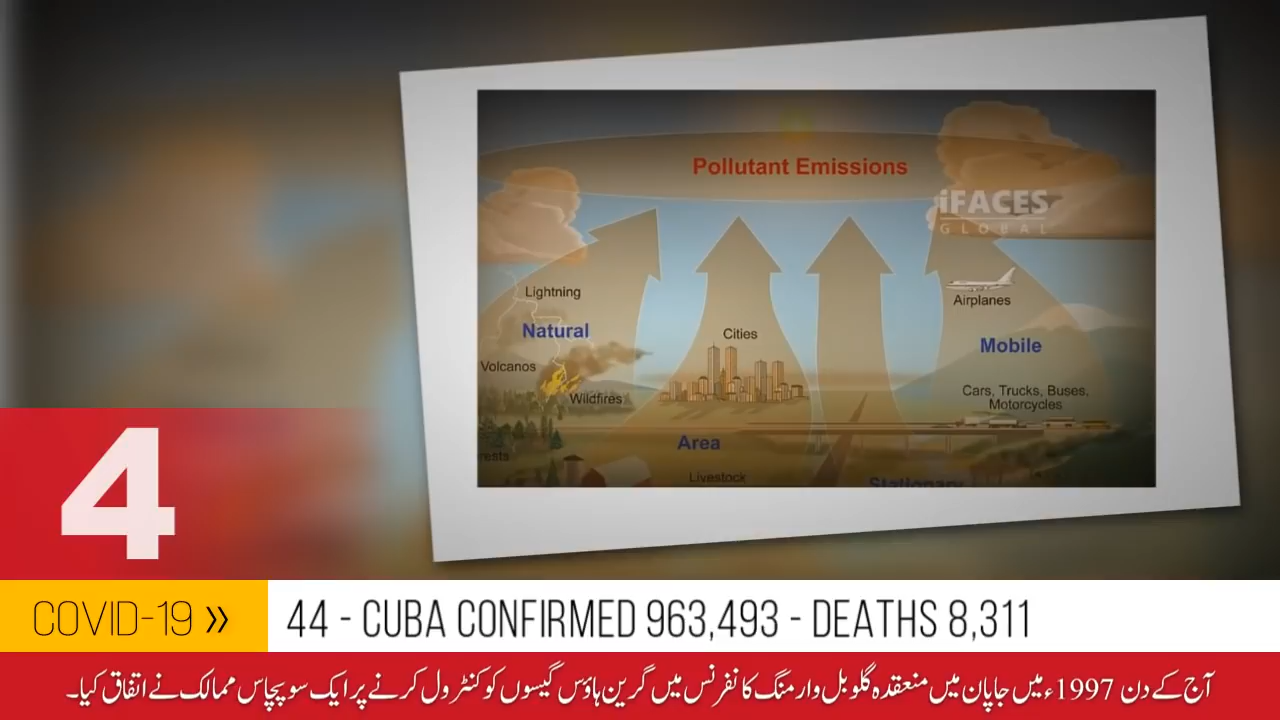 Pollutant Emissions
iFACES
GLOBAL
Lightning
Natural
Volcanos
Wildfires
Cities
Airplanes
Mobile
Cars, Trucks, Buses,
Motorcycles
Area
Livestock
Stationary
4
COVID-19 »
44 - CUBA CONFIRMED 963,493 - DEATHS 8,311
آج کے دن 1997ء میں جاپان میں منعقدہ گلوبل وارمنگ کانفرنس میں گرین ہاؤس گیسوں کو کنٹرول کرنے پر ایک سو پچاس ممالک نے اتفاق کیا۔